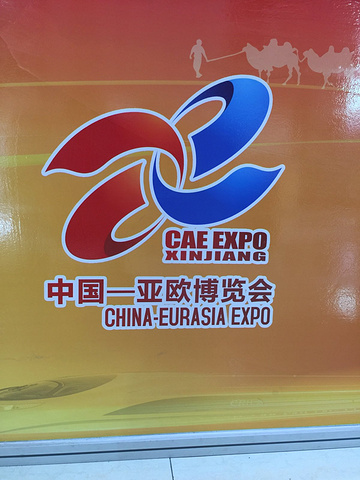 CAE EXPO
XINJIANG
中国—亚欧博览会
CHINA-EURASIA EXPO